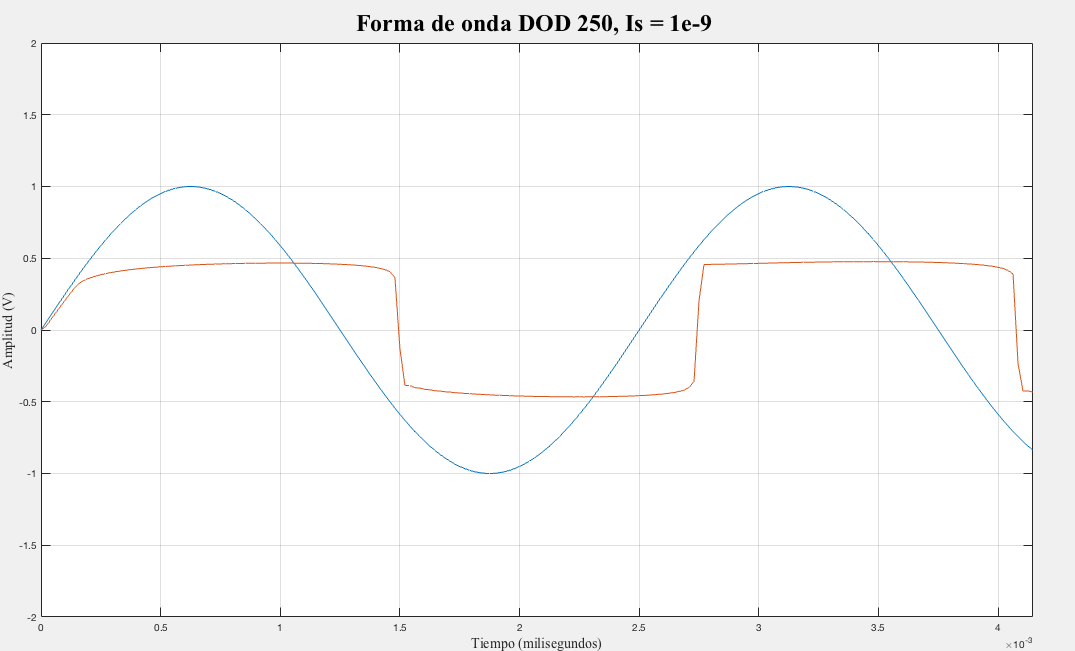 Forma de onda DOD 250, Is = 1e-9
2
1.5
1
0.5
0
-0.5
-1
-1.5
-2
Amplitud (V)
0 0.5 1 1.5 2 2.5 3 3.5 4
Tiempo (milisegundos)
×10-3